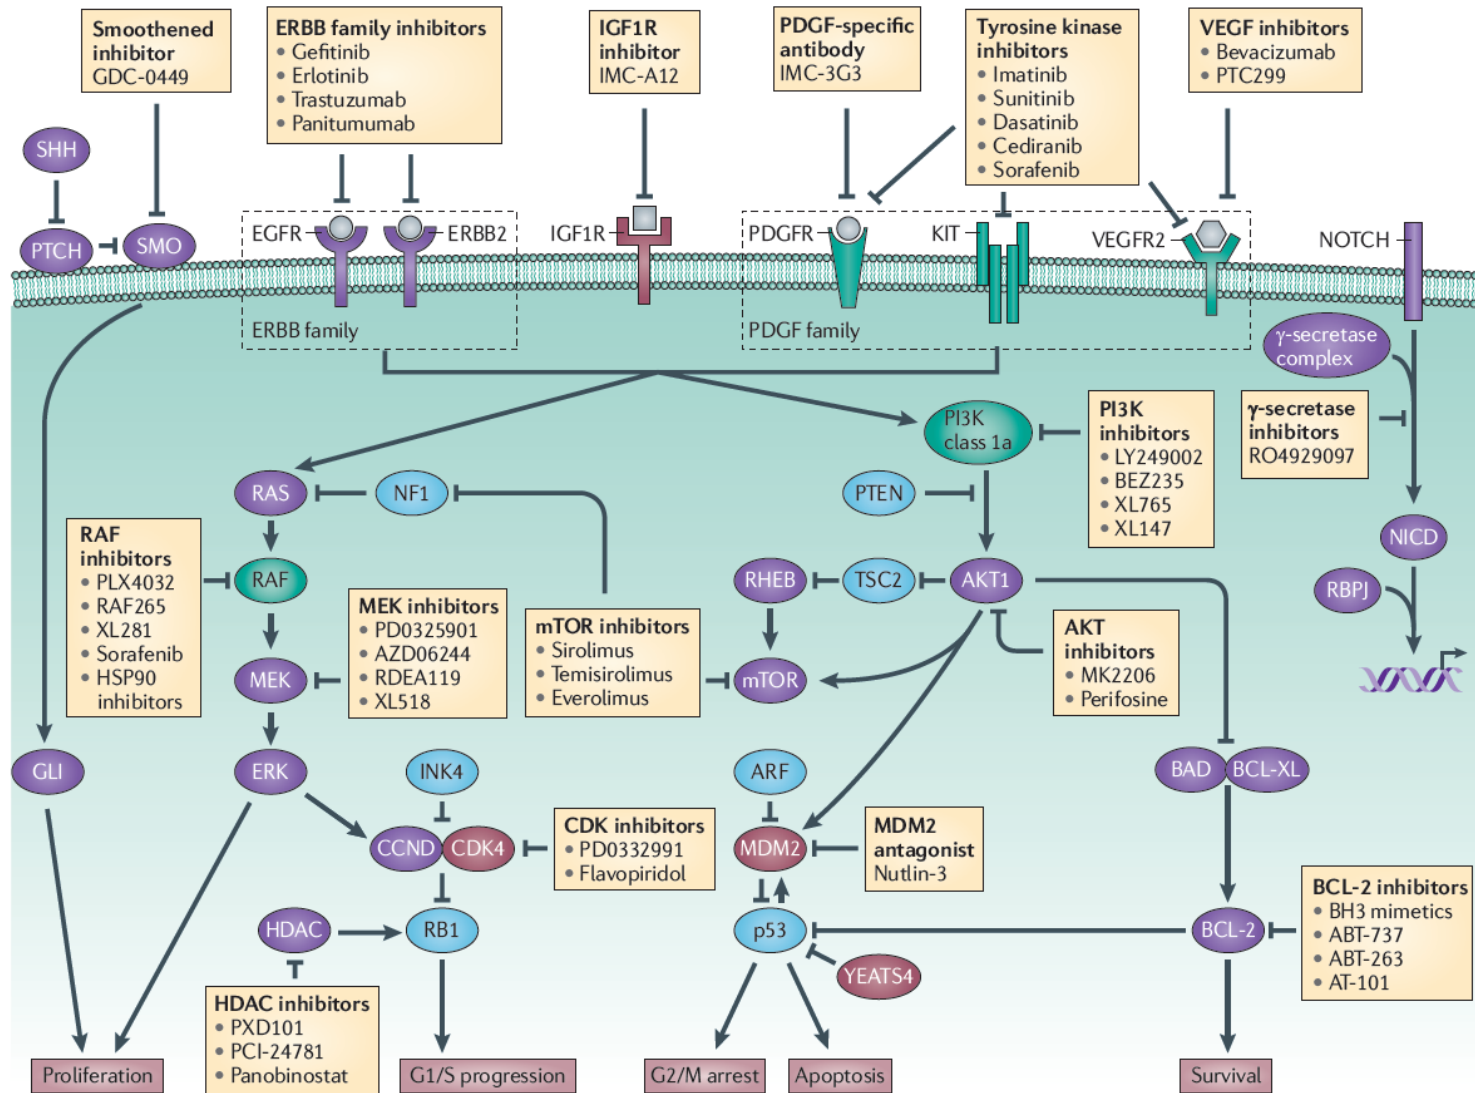 Smoothened
inhibitor
GDC-0449
ERBB family inhibitors
• Gefitinib
• Erlotinib
• Trastuzumab
• Panitumumab
IGF1R
inhibitor
IMC-A12
PDGF-specific
antibody
IMC-3G3
Tyrosine kinase
inhibitors
• Imatinib
• Sunitinib
• Dasatinib
• Cediranib
• Sorafenib
VEGF inhibitors
• Bevacizumab
• PTC299
SHH
PTCH
SMO
EGFR
ERBB2
IGF1R
PDGFR
KIT
VEGFR2
NOTCH
ERBB family
PDGF family
γ-secretase
complex
PI3K
class 1a
PI3K
inhibitors
• LY249002
• BEZ235
• XL765
• XL147
γ-secretase
inhibitors
RO4929097
RAS
NF1
PTEN
NICD
RAF
inhibitors
• PLX4032
• RAF265
• XL281
• Sorafenib
• HSP90
inhibitors
RAF
RHEB
TSC2
AKT1
RBPJ
MEK inhibitors
• PD0325901
• AZD06244
• RDEA119
• XL518
mTOR inhibitors
• Sirolimus
• Temisirolimus
• Everolimus
AKT
inhibitors
• MK2206
• Perifosine
MEK
mTOR
GLI
ERK
INK4
ARF
BAD
BCL-XL
CCND
CDK4
CDK inhibitors
• PD0332991
• Flavopiridol
MDM2
MDM2
antagonist
Nutlin-3
HDAC
RB1
p53
YEATS4
BCL-2
BCL-2 inhibitors
• BH3 mimetics
• ABT-737
• ABT-263
• AT-101
HDAC inhibitors
• PXD101
• PCI-24781
• Panobinostat
Proliferation
G1/S progression
G2/M arrest
Apoptosis
Survival